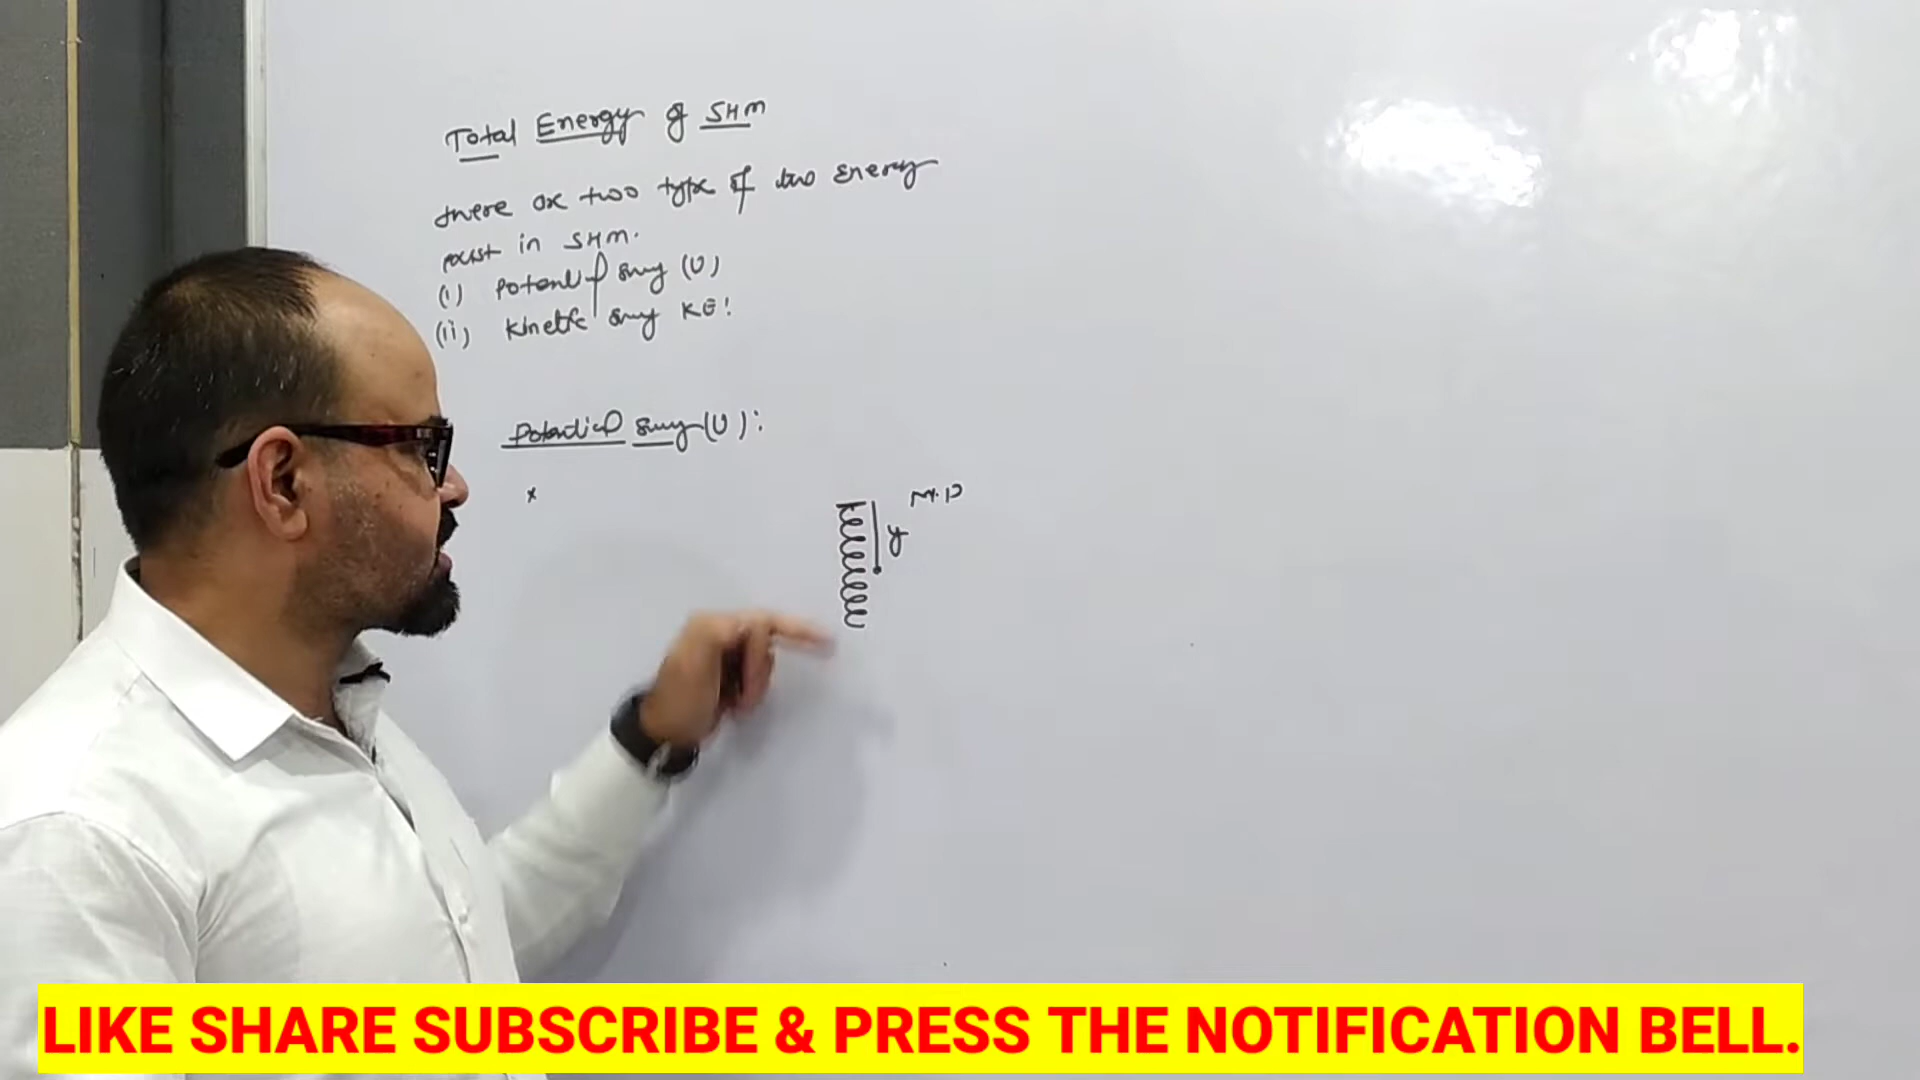 Total Energy of SHM
there are two type of two Energy
exist in SHM.
(i) Potential Energy (U)
(ii) Kinetic Energy KE:
Potential Energy (U):
*
M.P
y
LIKE SHARE SUBSCRIBE & PRESS THE NOTIFICATION BELL.